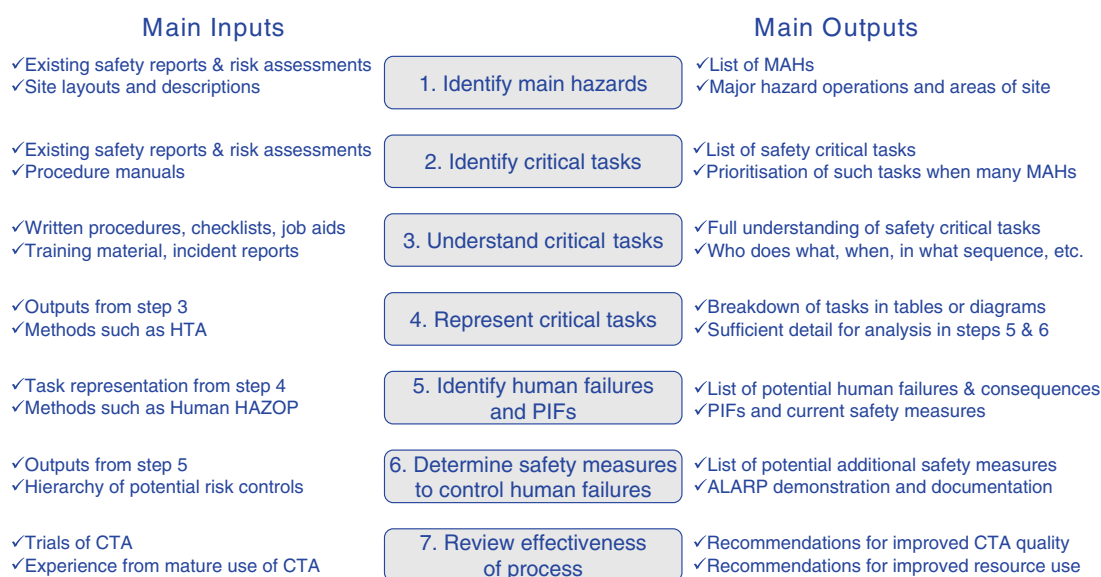 Main Inputs
Main Outputs
✓Existing safety reports & risk assessments
✓Site layouts and descriptions
1. Identify main hazards
✓List of MAHs
✓Major hazard operations and areas of site
✓Existing safety reports & risk assessments
✓Procedure manuals
2. Identify critical tasks
✓List of safety critical tasks
✓Prioritisation of such tasks when many MAHs
✓Written procedures, checklists, job aids
✓Training material, incident reports
3. Understand critical tasks
✓Full understanding of safety critical tasks
✓Who does what, when, in what sequence, etc.
✓Outputs from step 3
✓Methods such as HTA
4. Represent critical tasks
✓Breakdown of tasks in tables or diagrams
✓Sufficient detail for analysis in steps 5 & 6
✓Task representation from step 4
✓Methods such as Human HAZOP
5. Identify human failures
and PIFs
✓List of potential human failures & consequences
✓PIFs and current safety measures
✓Outputs from step 5
✓Hierarchy of potential risk controls
6. Determine safety measures
to control human failures
✓List of potential additional safety measures
✓ALARP demonstration and documentation
✓Trials of CTA
✓Experience from mature use of CTA
7. Review effectiveness
of process
✓Recommendations for improved CTA quality
✓Recommendations for improved resource use